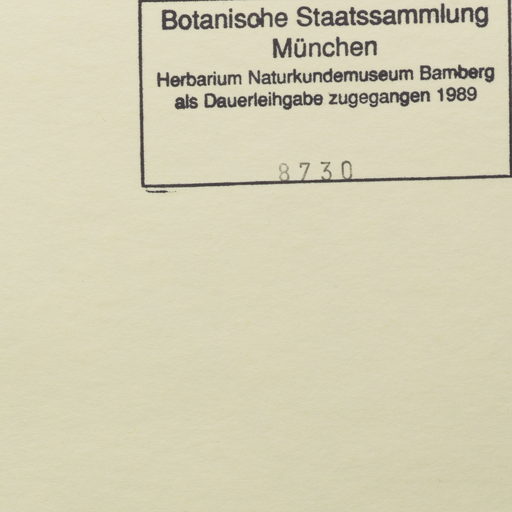 Botanische Staatssammlung
München
Herbarium Naturkundemuseum Bamberg
als Dauerleihgabe zugegangen 1989
8730